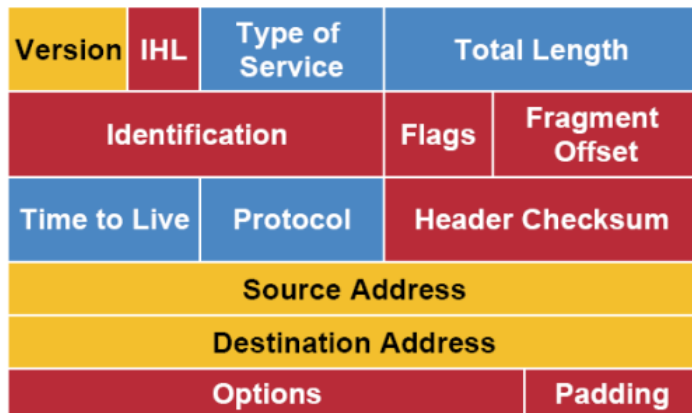 Version IHL Type of Service Total Length
Identification Flags Fragment Offset
Time to Live Protocol Header Checksum
Source Address
Destination Address
Options Padding